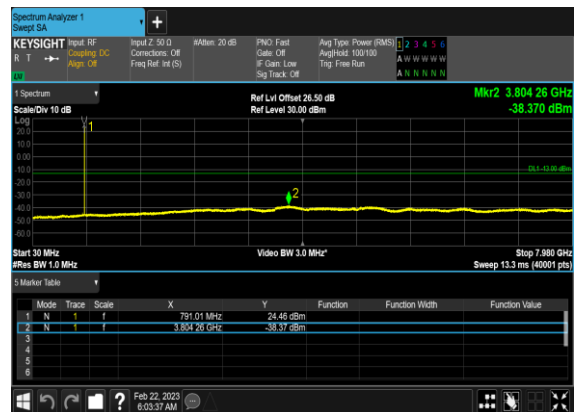 Spectrum Analyzer 1
Swept SA
+
KEYSIGHT
R T
LW
Input: RF
Coupling: DC
Align: Off
Input Z: 50 Ω
Corrections: Off
Freq Ref: Int (S)
#Atten: 20 dB
PNO: Fast
Gate: Off
IF Gain: Low
Sig Track: Off
Avg Type: Power (RMS)
Avg|Hold: 100/100
Trig: Free Run
1 2 3 4 5 6
A W W W W W
A N N N N N
1 Spectrum
Scale/Div 10 dB
Ref Lvl Offset 26.50 dB
Ref Level 30.00 dBm
Mkr2 3.804 26 GHz
-38.370 dBm
Log
1
20.0
10.0
0.00
-10.0
DL1 -13.00 dBm
-20.0
-30.0
2
-40.0
-50.0
-60.0
Start 30 MHz
Video BW 3.0 MHz*
Stop 7.980 GHz
#Res BW 1.0 MHz
Sweep 13.3 ms (40001 pts)
5 Marker Table
Mode Trace Scale X Y Function Function Width Function Value
1 N 1 f 791.01 MHz 24.46 dBm
2 N 1 f 3.804 26 GHz -38.37 dBm
3
4
5
6
?
Feb 22, 2023
6:03:37 AM